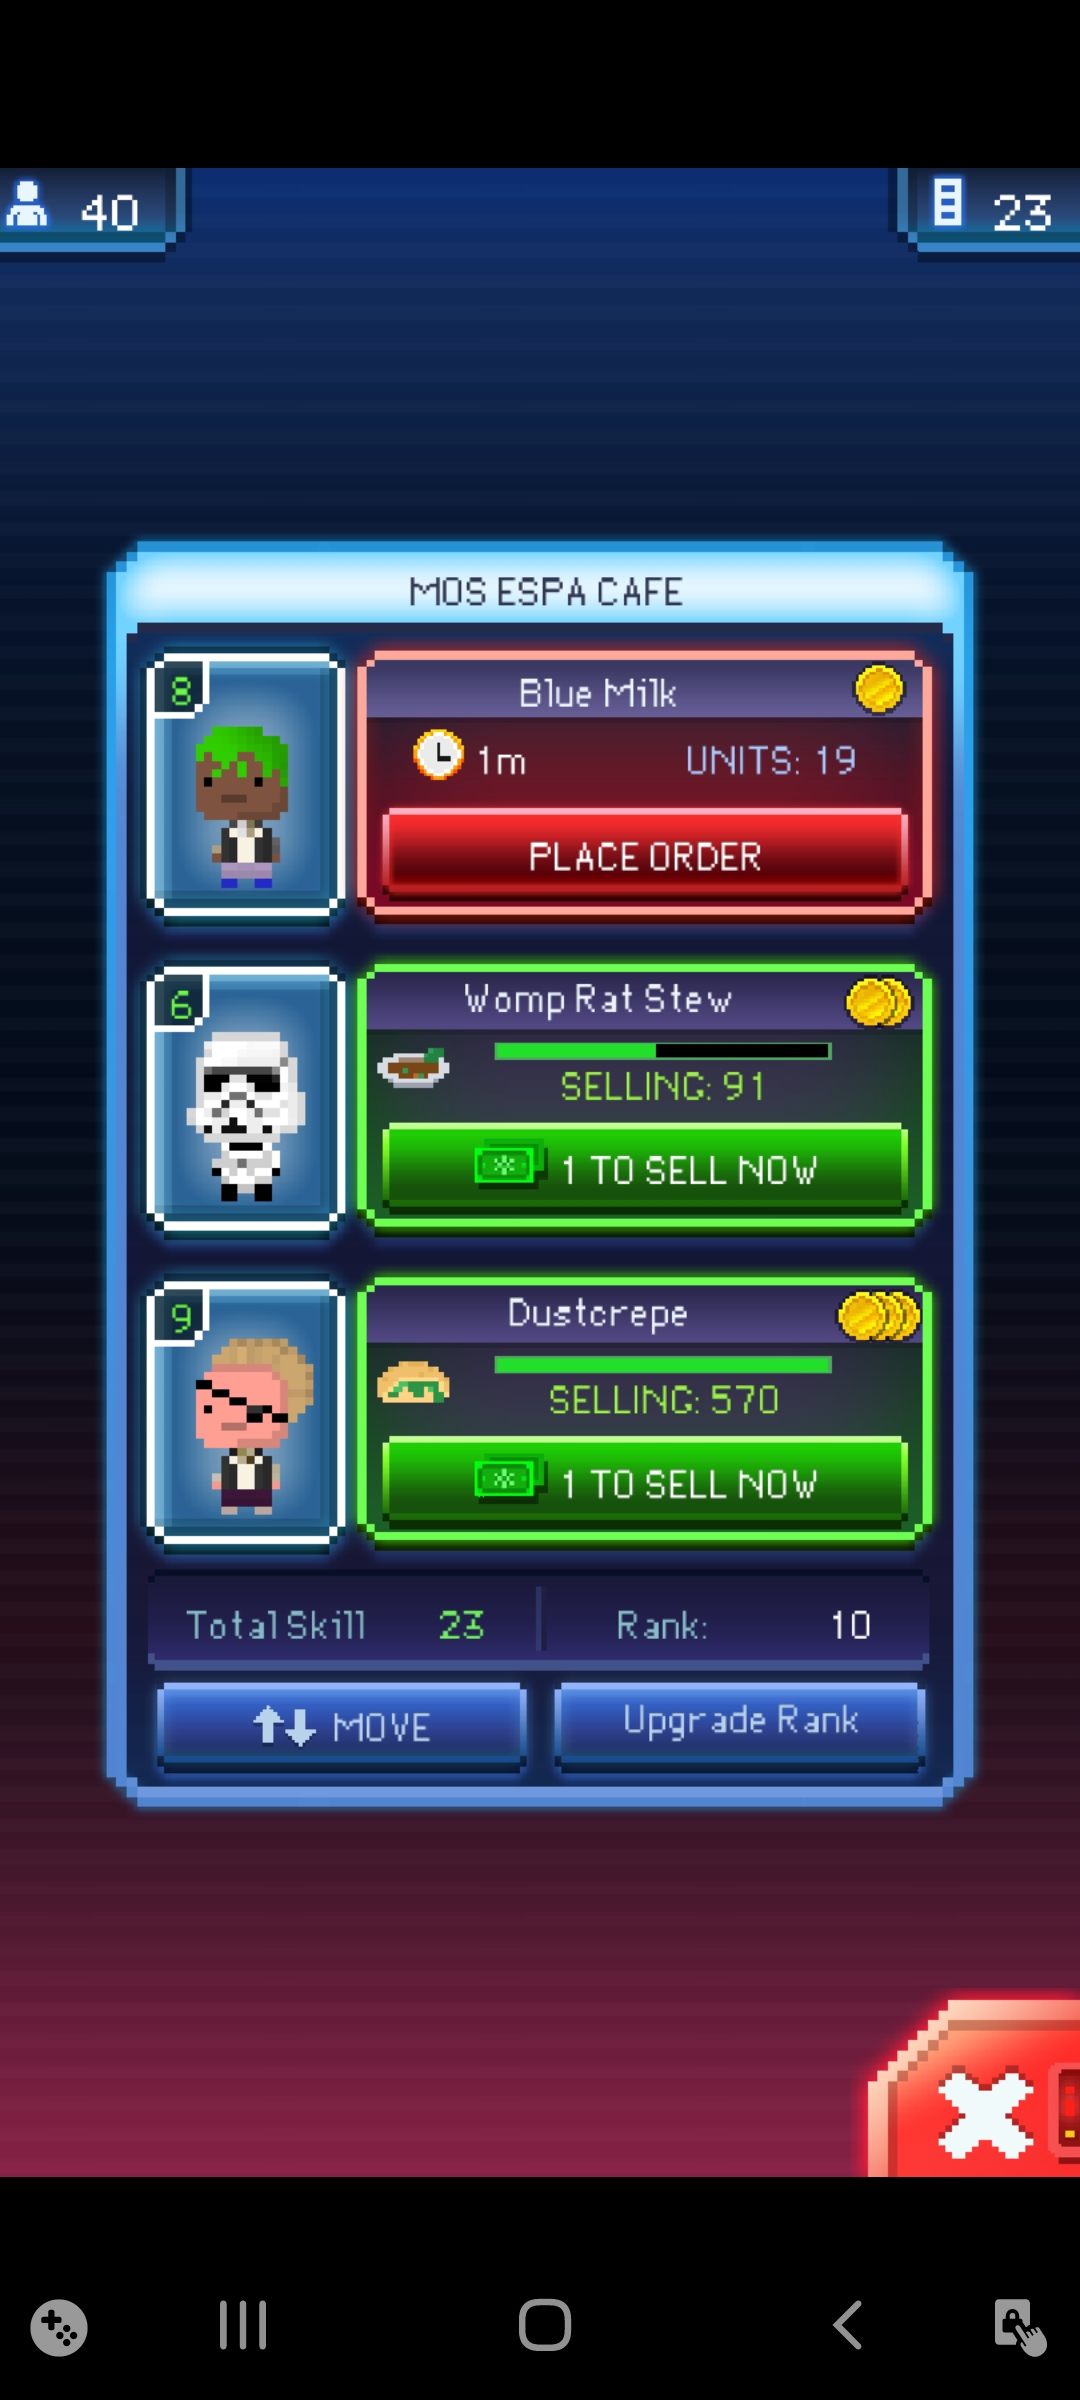 40
23
MOS ESPA CAFE
8
Blue Milk
1m
UNITS: 19
PLACE ORDER
6
Womp Rat Stew
SELLING: 91
1 TO SELL NOW
9
Dustcrepe
SELLING: 570
1 TO SELL NOW
Total Skill 23
Rank: 10
MOVE
Upgrade Rank